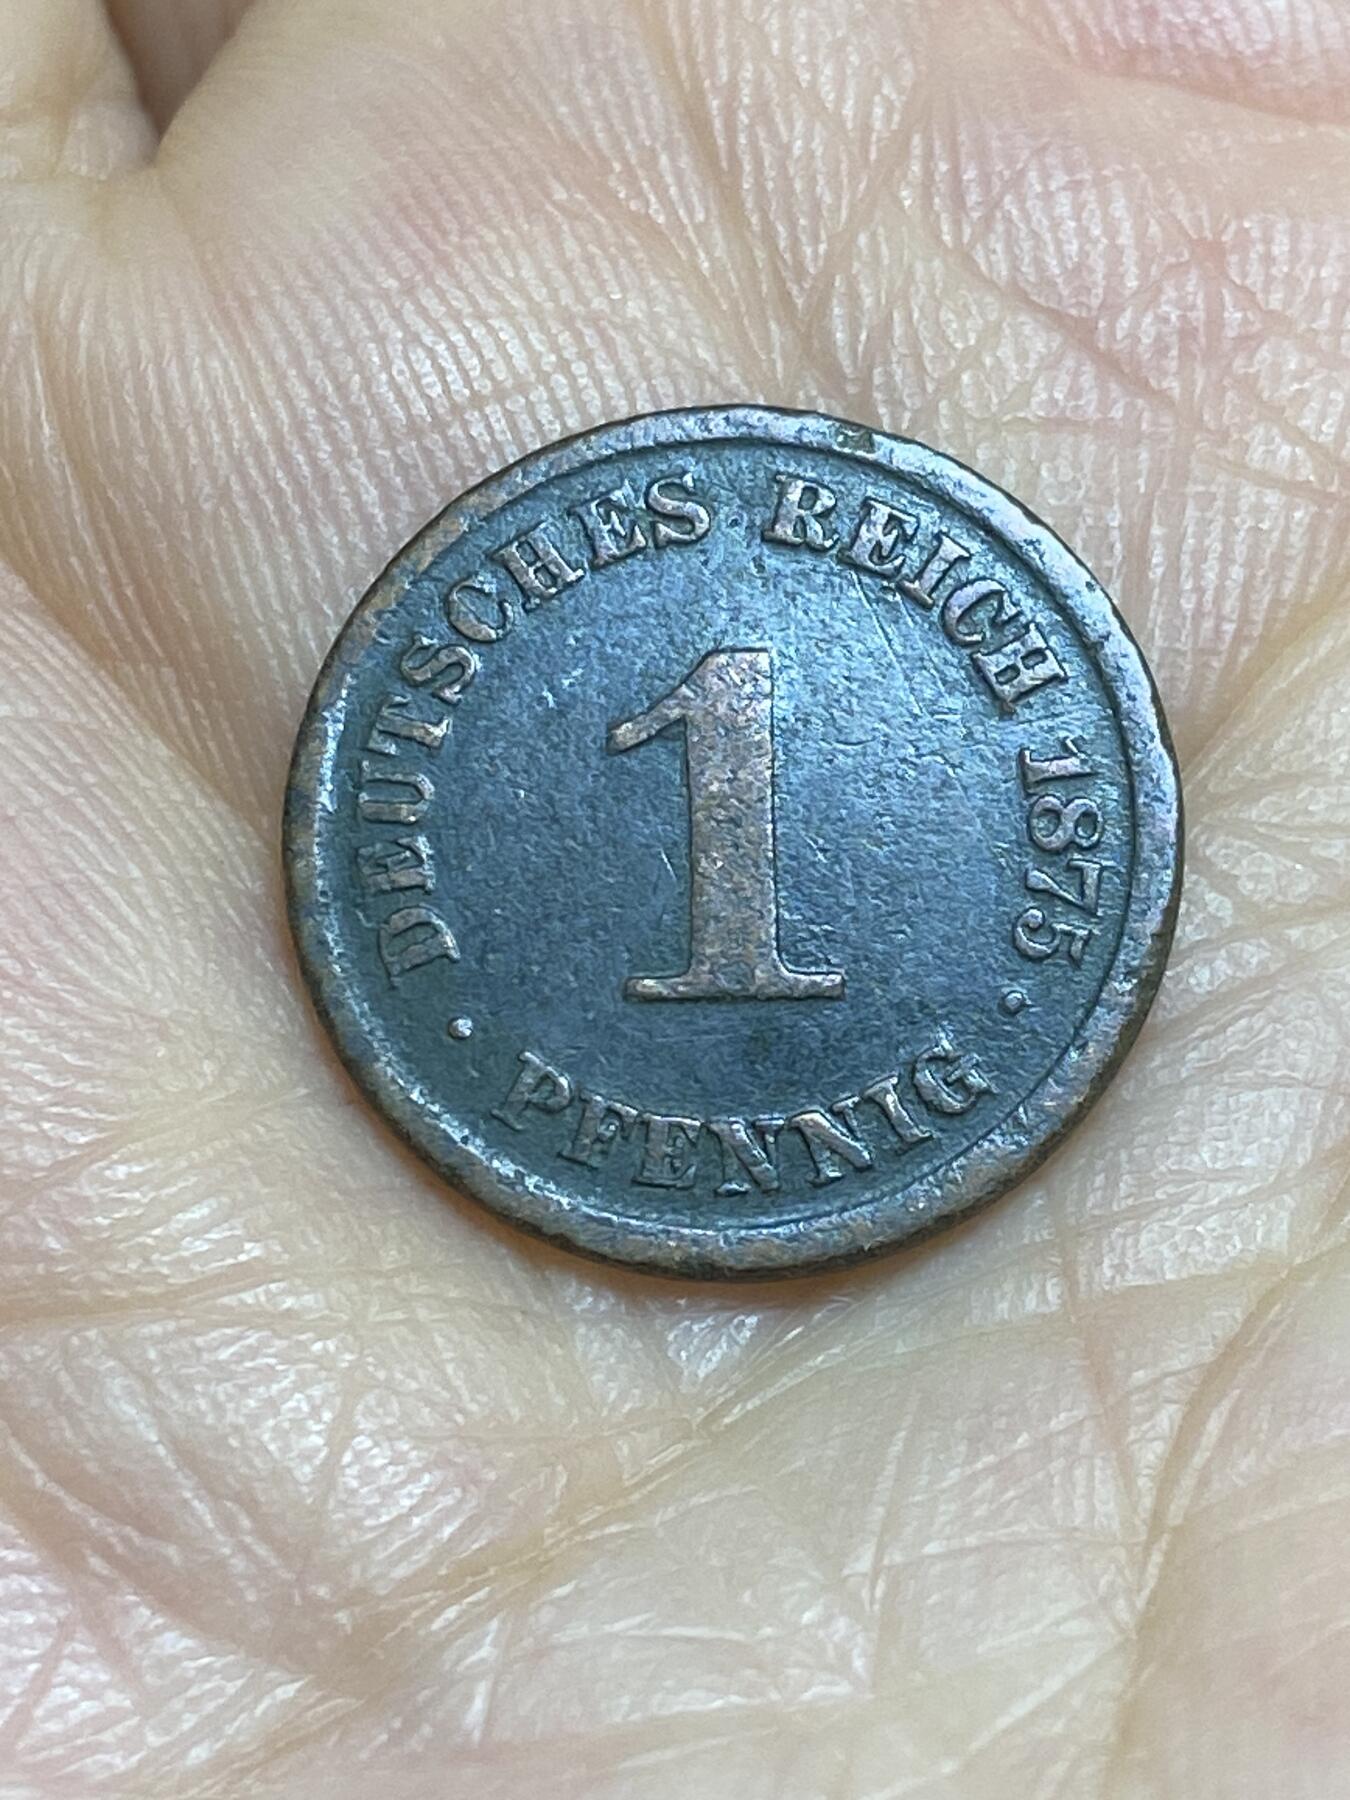 DEUTSCHES REICH 1875
1
· PFENNIG ·